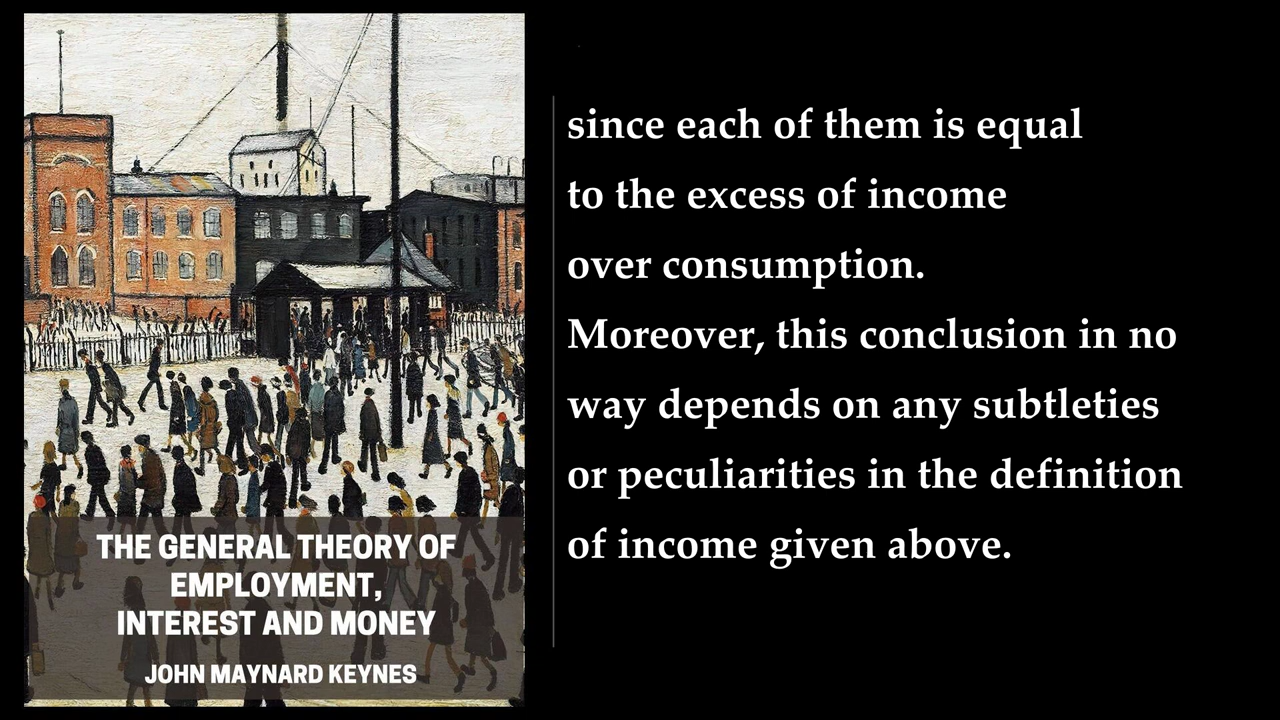 THE GENERAL THEORY OF
EMPLOYMENT,
INTEREST AND MONEY
JOHN MAYNARD KEYNES
since each of them is equal
to the excess of income
over consumption.
Moreover, this conclusion in no
way depends on any subtleties
or peculiarities in the definition
of income given above.